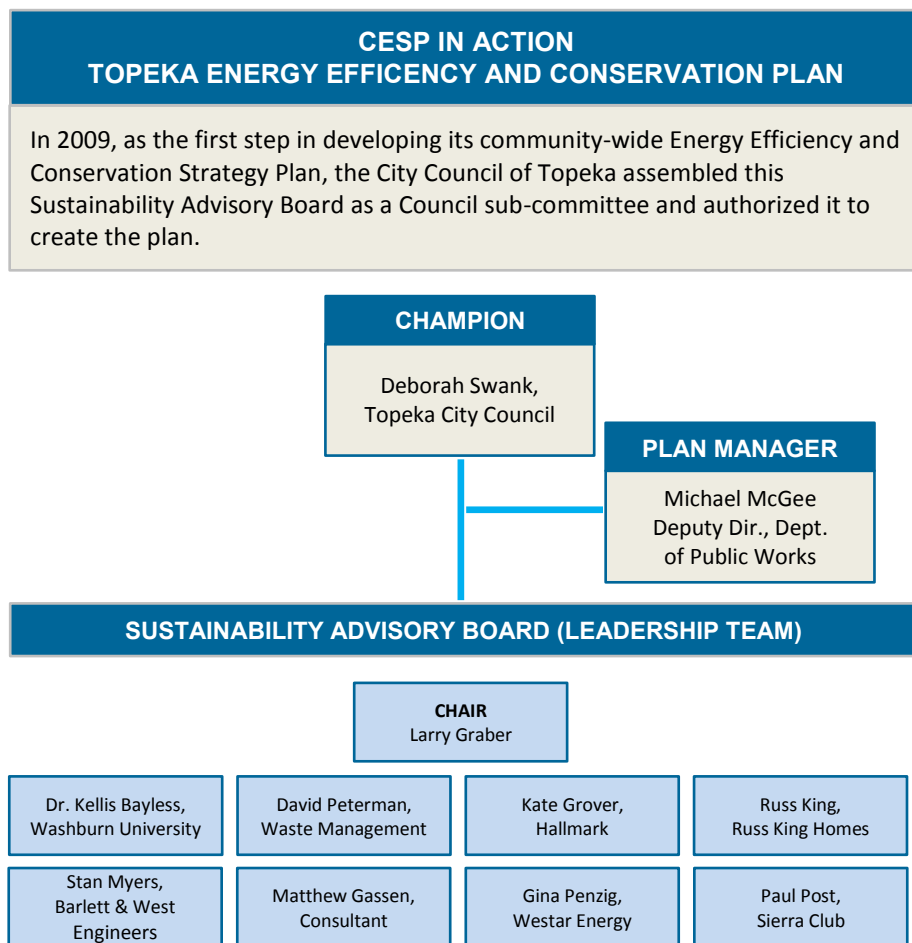 CESP IN ACTION
TOPEKA ENERGY EFFICENCY AND CONSERVATION PLAN
In 2009, as the first step in developing its community-wide Energy Efficiency and
Conservation Strategy Plan, the City Council of Topeka assembled this
Sustainability Advisory Board as a Council sub-committee and authorized it to
create the plan.
CHAMPION
Deborah Swank,
Topeka City Council
PLAN MANAGER
Michael McGee
Deputy Dir., Dept.
of Public Works
SUSTAINABILITY ADVISORY BOARD (LEADERSHIP TEAM)
CHAIR
Larry Graber
Dr. Kellis Bayless,
Washburn University
David Peterman,
Waste Management
Kate Grover,
Hallmark
Russ King,
Russ King Homes
Stan Myers,
Barlett & West
Engineers
Matthew Gassen,
Consultant
Gina Penzig,
Westar Energy
Paul Post,
Sierra Club